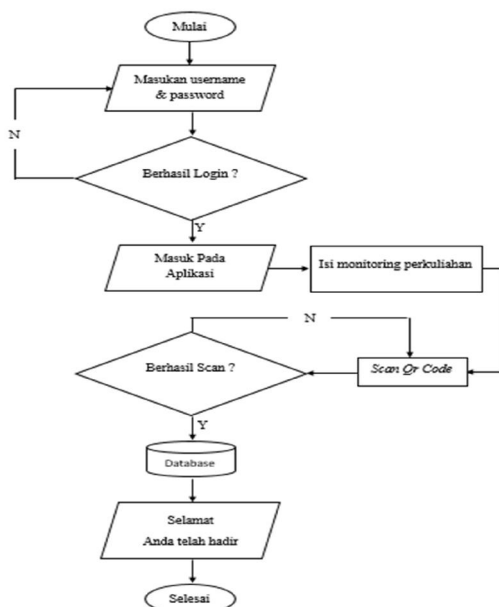 Mulai
Masukan username
& password
N
Berhasil Login ?
Y
Masuk Pada
Aplikasi
Isi monitoring perkuliahan
N
Berhasil Scan ?
Scan Qr Code
Y
Database
Selamat
Anda telah hadir
Selesai